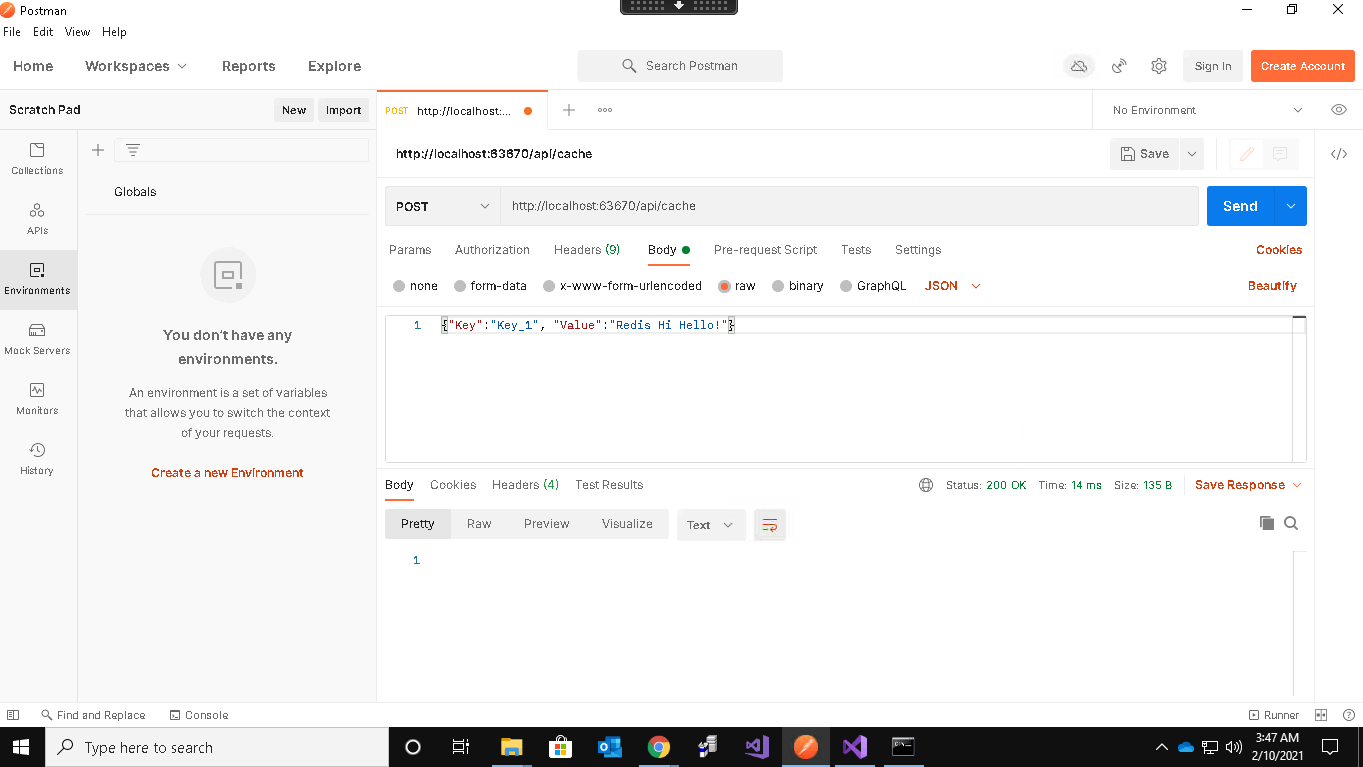 Postman
File Edit View Help
Home Workspaces Reports Explore Search Postman Sign In Create Account
Scratch Pad New Import POST http://localhost:... No Environment
http://localhost:63670/api/cache Save
Collections
Globals
POST http://localhost:63670/api/cache Send
APIs
Params Authorization Headers (9) Body Pre-request Script Tests Settings Cookies
Environments
none form-data x-www-form-urlencoded raw binary GraphQL JSON Beautify
1 {"Key":"Key_1", "Value":"Redis Hi Hello!"}
You don't have any
environments.
Mock Servers
An environment is a set of variables
that allows you to switch the context
of your requests.
Monitors
Create a new Environment
History
Body Cookies Headers (4) Test Results Status: 200 OK Time: 14 ms Size: 135 B Save Response
Pretty Raw Preview Visualize Text
1
Find and Replace Console Runner
Type here to search
3:47 AM
2/10/2021